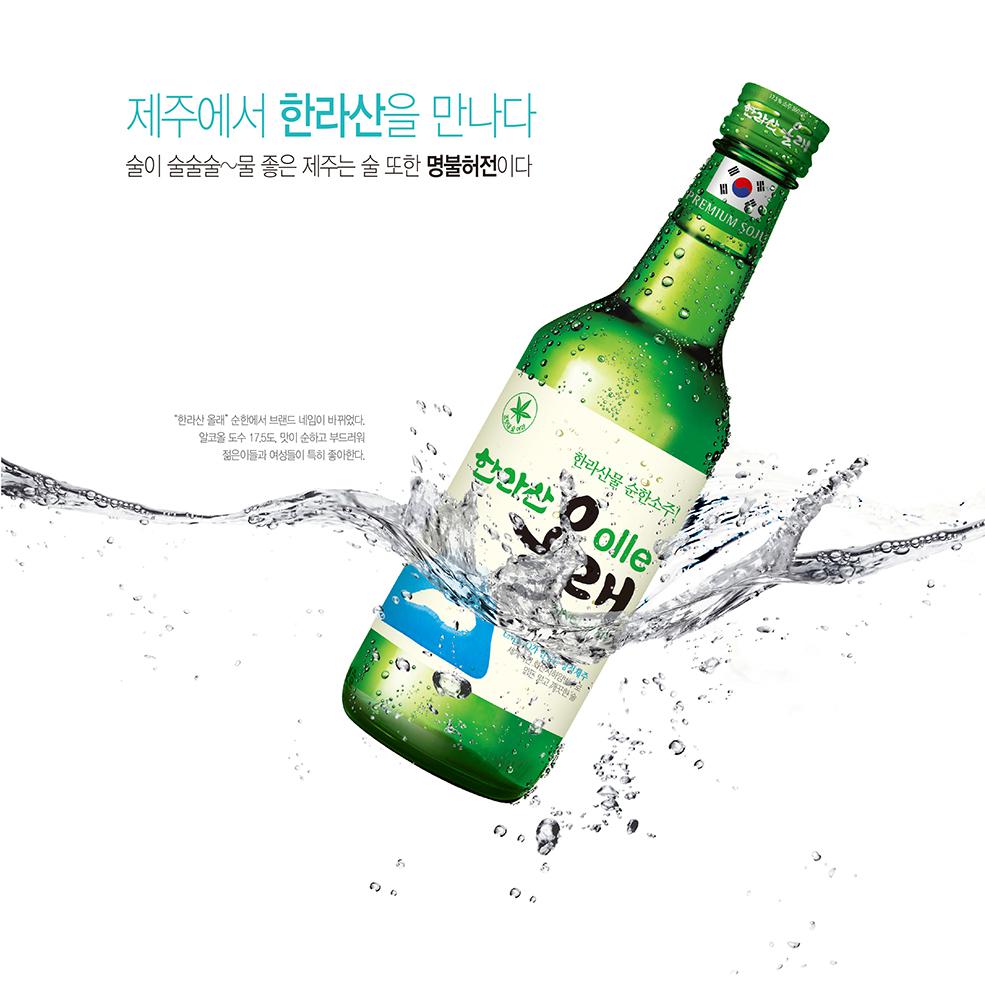 제주에서 한라산을 만나다
술이 술술술~물 좋은 제주는 술 또한 명불허전이다
한라산 올래
PREMIUM SOJU
"한라산 올래" 순한에서 브랜드 네임이 바뀌었다.
알코올 도수 17.5도, 맛이 순하고 부드러워
젊은이들과 여성들이 특히 좋아한다.
한라산물 순한소주!
한라산
올래 olle